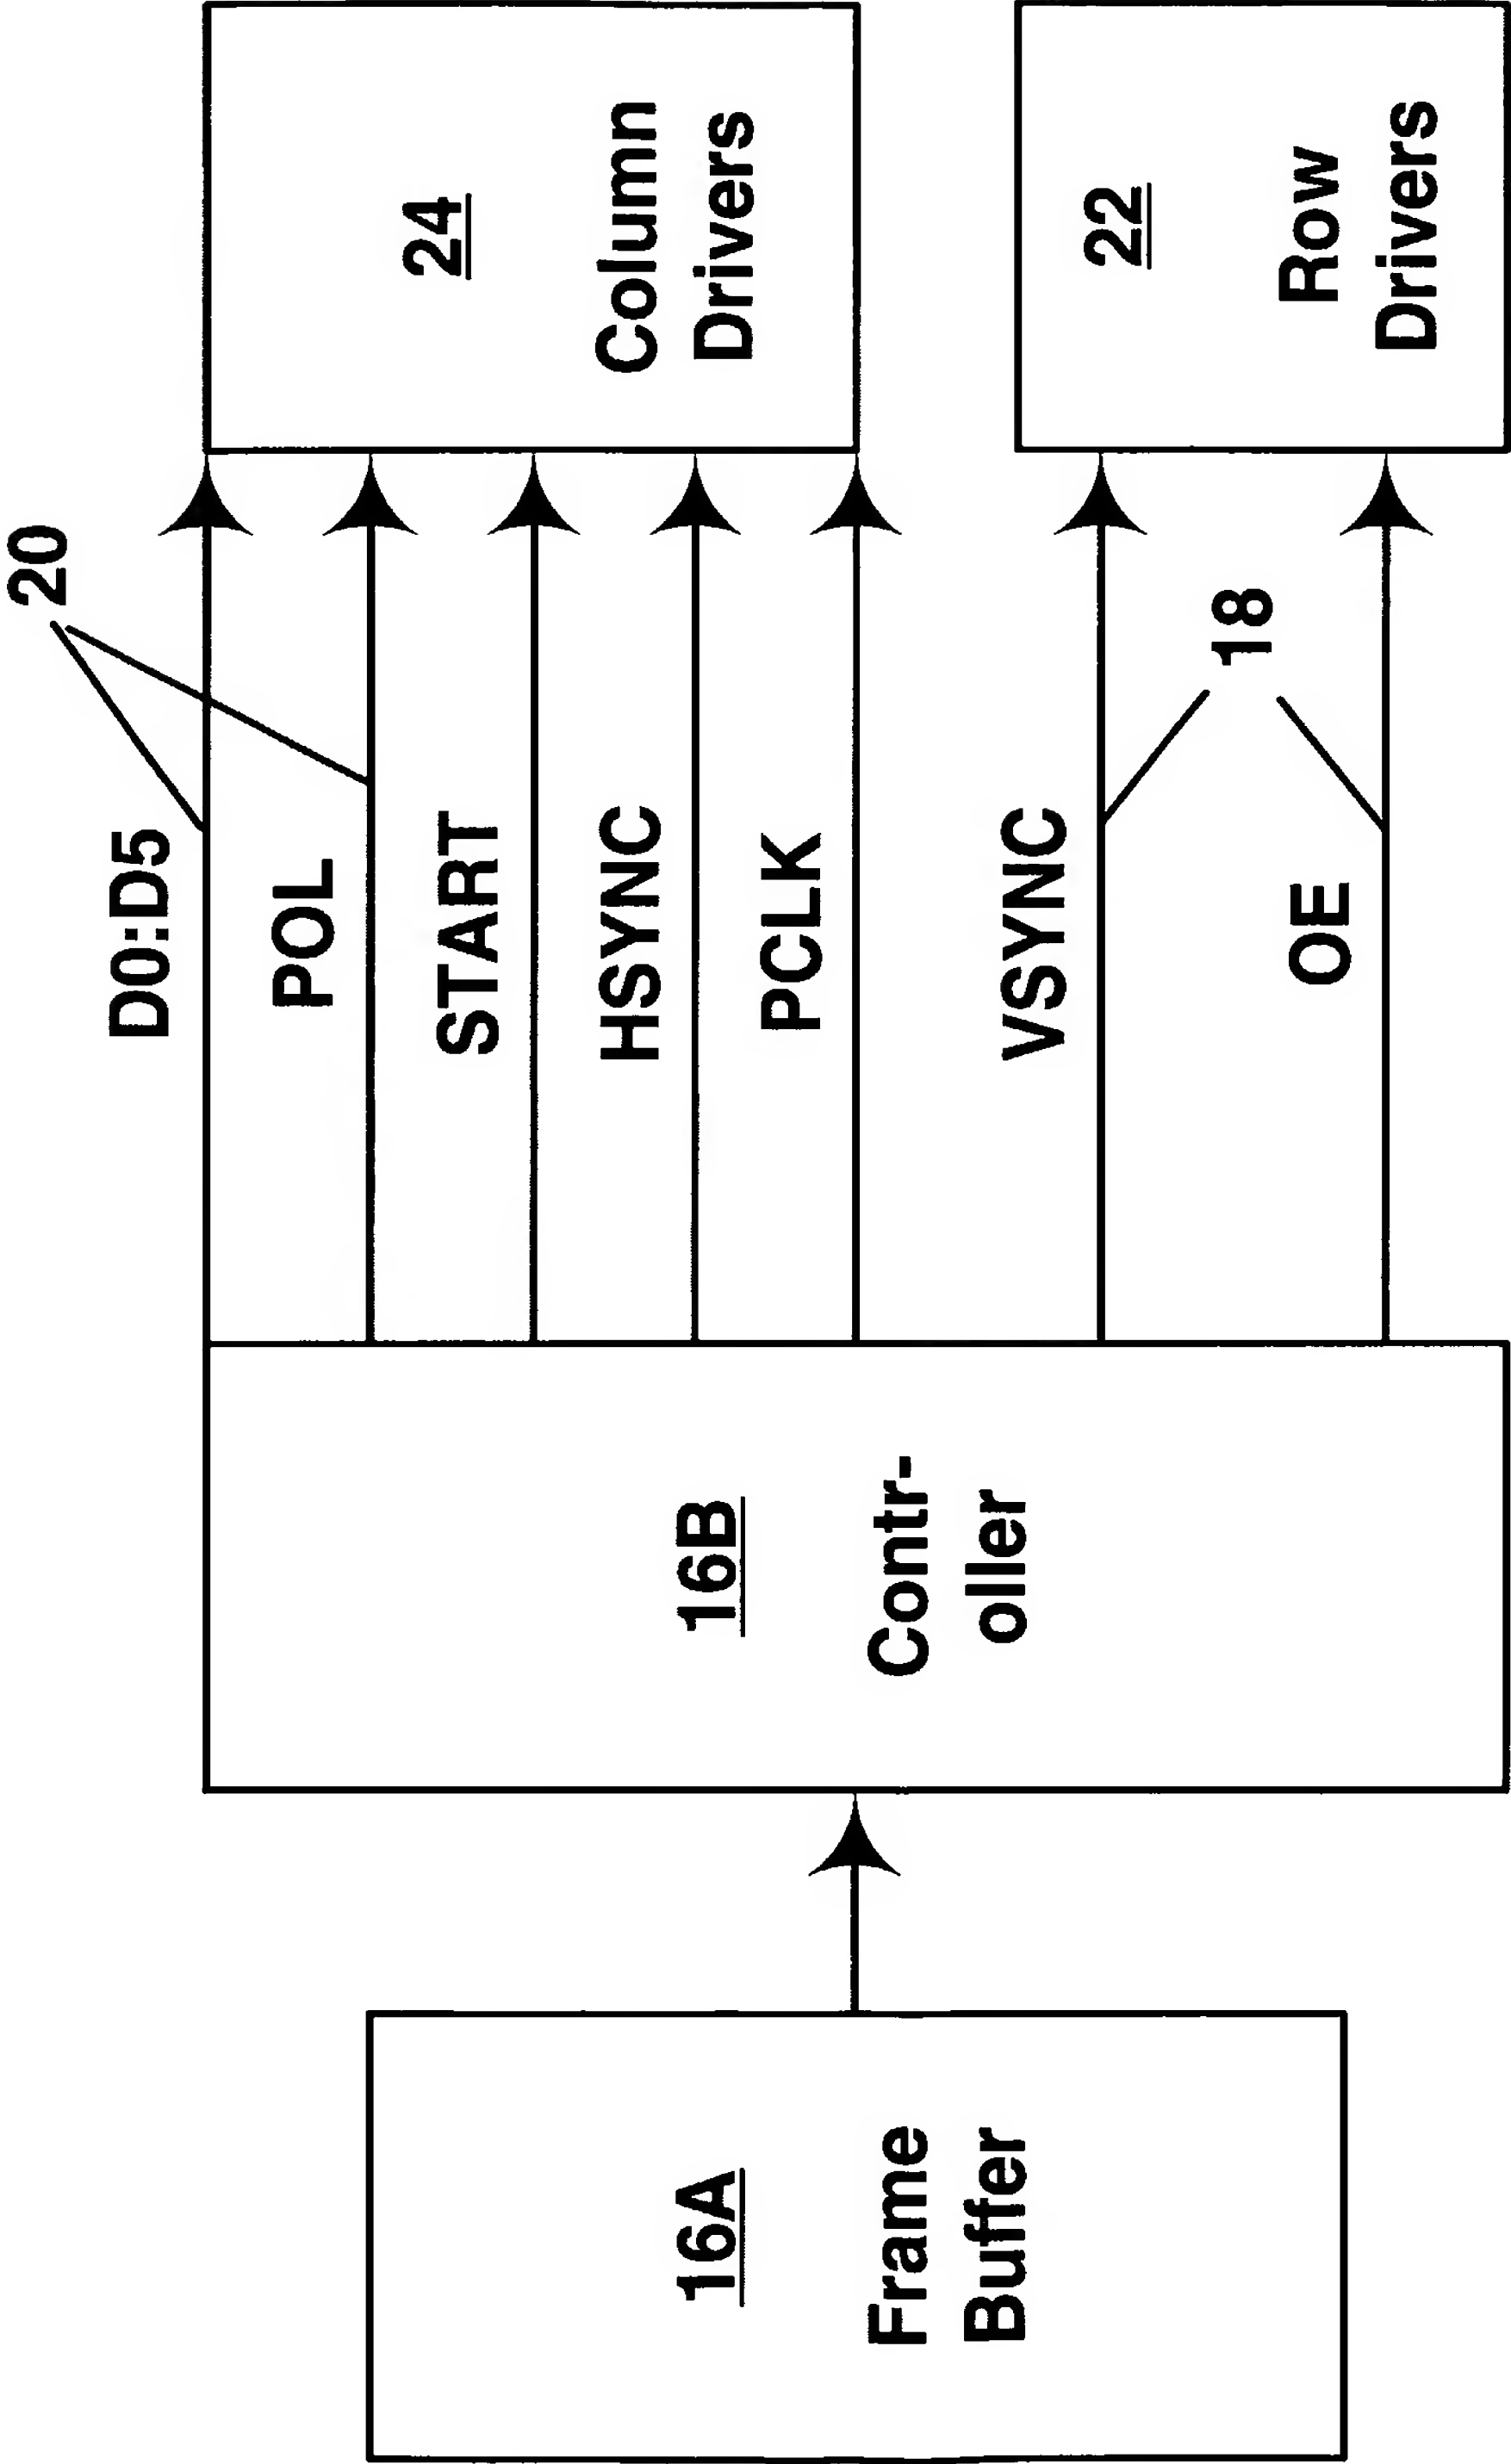 16A
Frame
Buffer
16B
Contr-
oller
20
D0:D5
POL
START
HSYNC
PCLK
VSYNC
18
OE
24
Column
Drivers
22
Row
Drivers